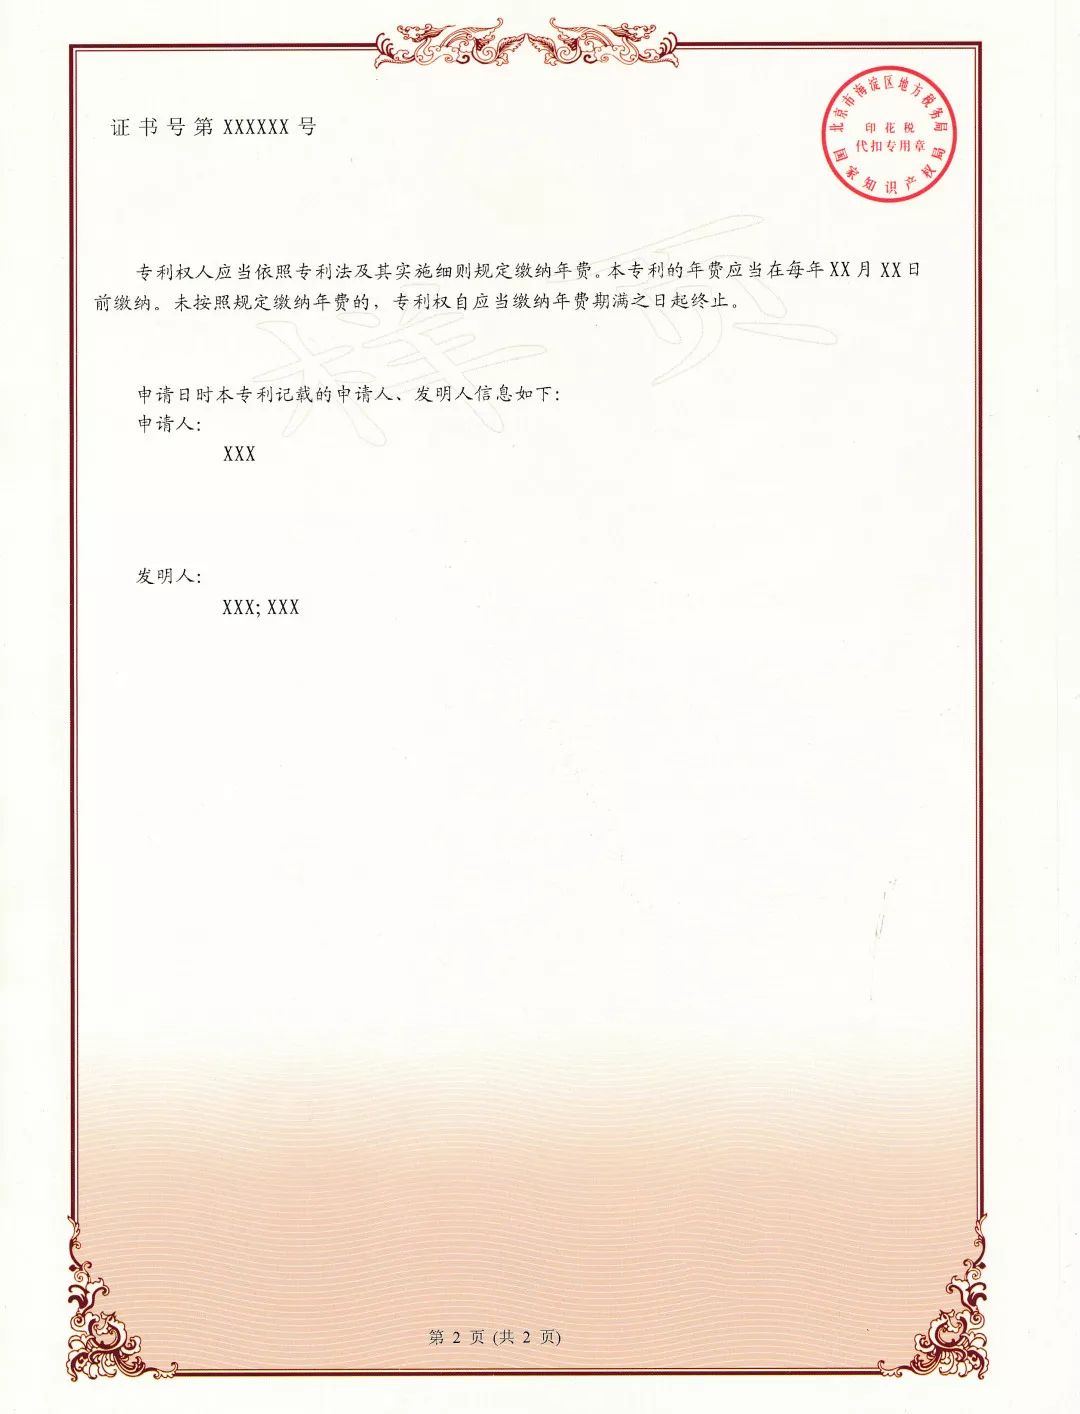 证书号第 XXXXXX 号
北京市海淀区地方税务局
印花税
代扣专用章
国家知识产权局
专利权人应当依照专利法及其实施细则规定缴纳年费。本专利的年费应当在每年 XX 月 XX 日
前缴纳。未按照规定缴纳年费的，专利权自应当缴纳年费期满之日起终止。
样页
申请日时本专利记载的申请人、发明人信息如下：
申请人：
XXX
发明人：
XXX; XXX
第 2 页 (共 2 页)